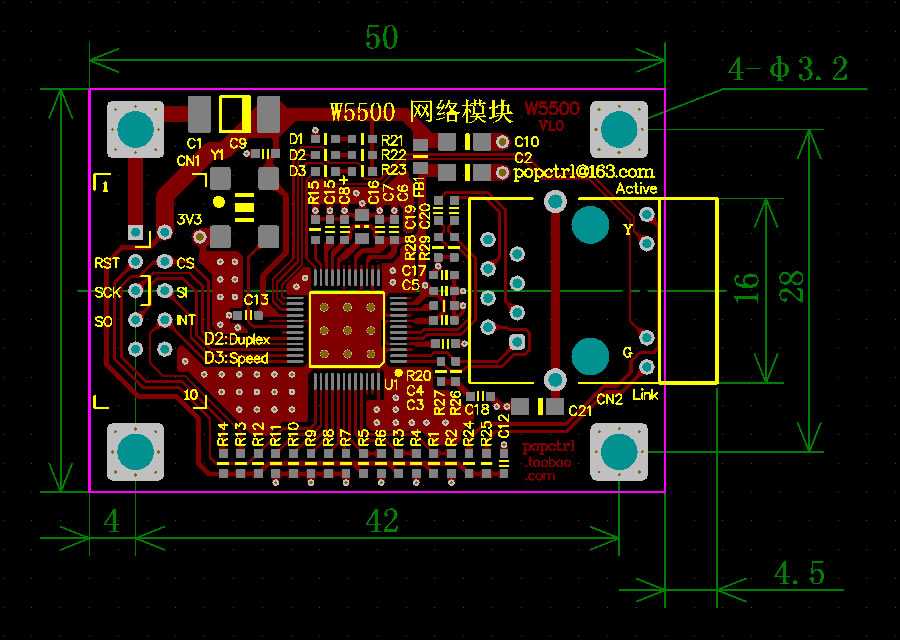 50
4-ф3.2
W5500 网络模块
W5500
V1.0
C1
C9
CN1
Y1
D1
D2
D3
R21
R22
R23
C10
C2
popctrl@163.com
Active
1
3V3
R15
C15
C8+
C16
C7
C6
FB1
C19
C20
R28
R29
Y
RST
CS
SCK
SI
SO
INT
C13
C17
C5
16
28
D2:Duplex
D3:Speed
G
10
U1
R20
C4
C3
R27
R26
C18
C21
CN2
Link
R14
R13
R12
R11
R10
R9
R8
R7
R5
R6
R3
R4
R1
R2
R24
R25
C12
popctrl
.taobao
.com
4
42
4.5